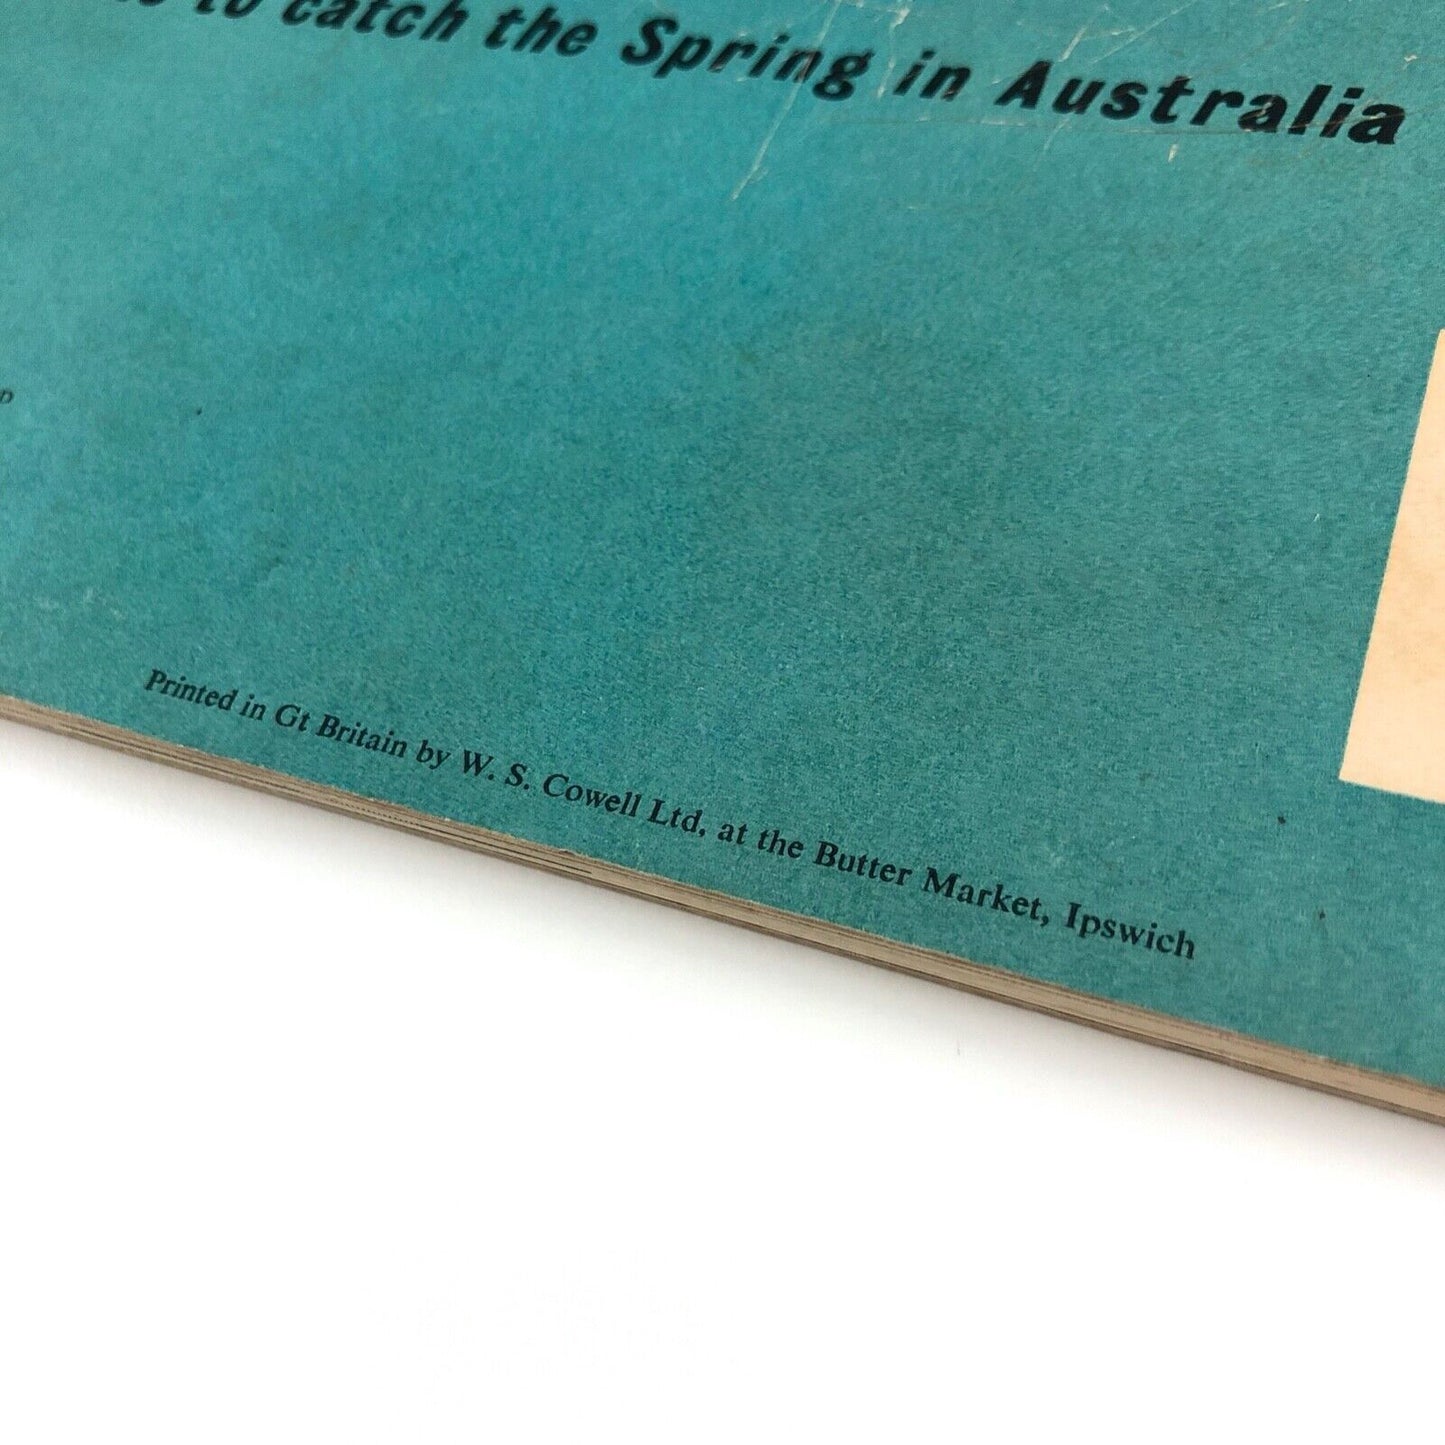 to catch the Spring in Australia
Printed in Gt Britain by W. S. Cowell Ltd, at the Butter Market, Ipswich